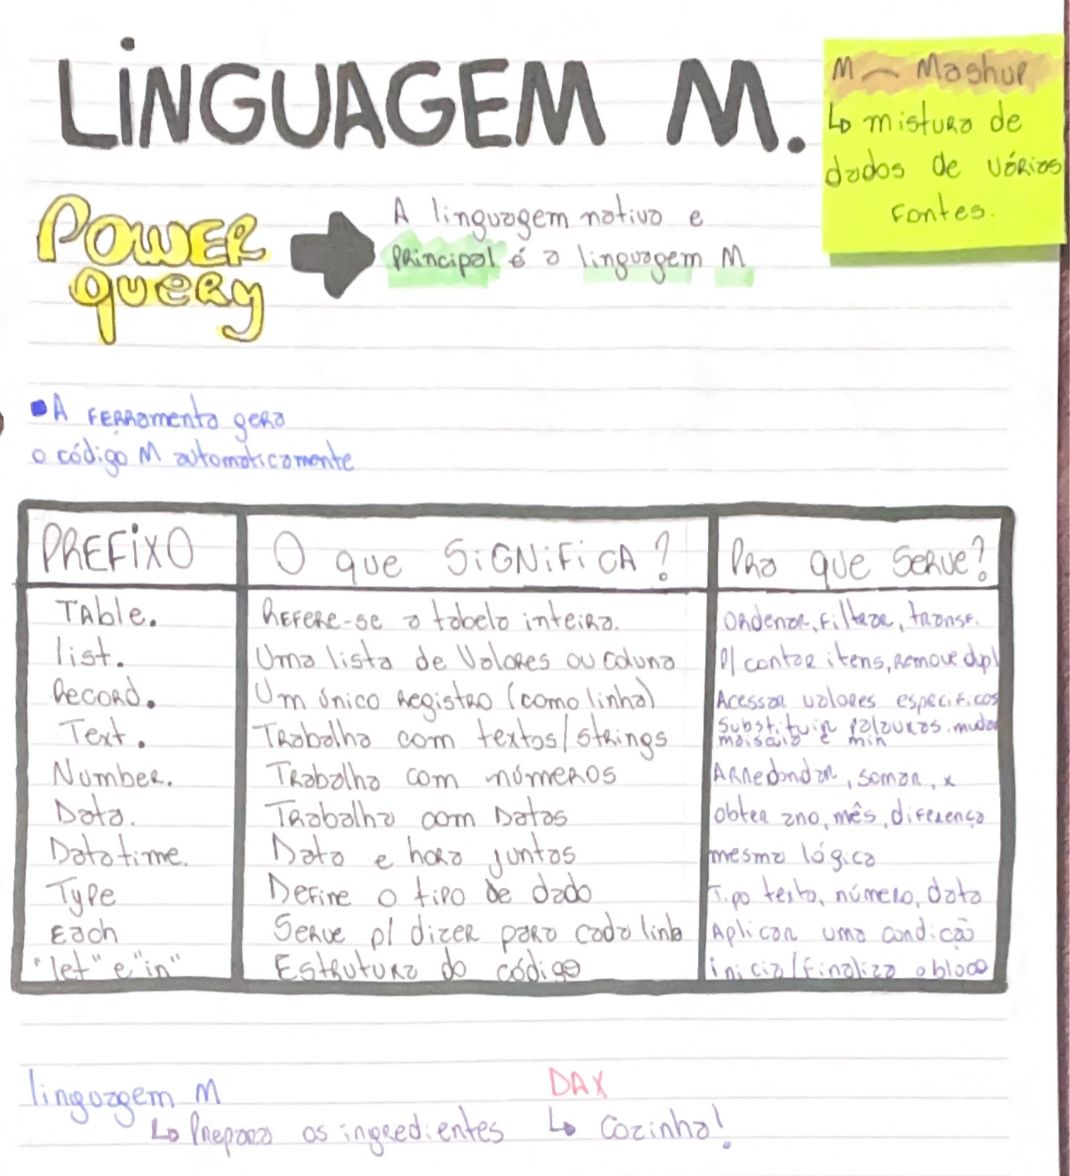 LINGUAGEM M.
M — Mashup
↳ mistura de
dados de vários
fontes.
POWER
query
A linguagem nativa e
principal é a linguagem M
• A ferramenta gera
o código M automaticamente
PREFIXO O que SiGNiFiCA? Pra que serve?
Table. Refere-se a tabela inteira. Ordenar, filtrar, transf.
list. Uma lista de Valores ou coluna p/ contar itens, remove dupl
Record. Um único registro (como linha) Acessar valores especificos
Text. Trabalha com textos/strings Substituir palavras. mudar
maisculo e min
Number. Trabalha com números Arredondar, somar, x
Data. Trabalha com Datas obter ano, mês, diferença
Datatime. Data e hora juntas mesma lógica
Type Define o tipo de dado Tipo texto, número, data
Each Serve p/ dizer para cada linha Aplicar uma condição
"let" e "in" Estrutura do código inicia/finaliza o bloco
linguagem M DAX
↳ Prepara os ingredientes ↳ Cozinha!